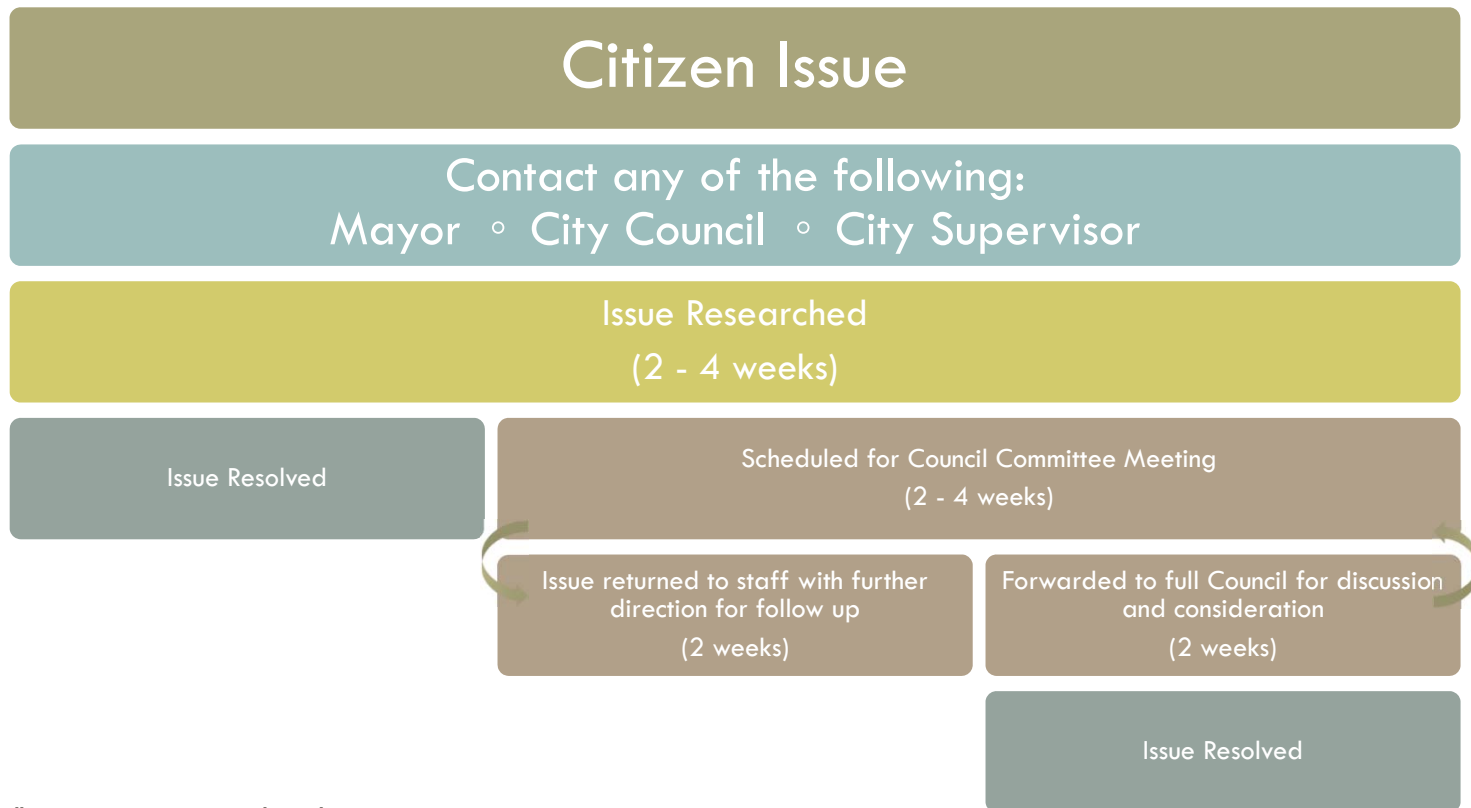 Citizen Issue
Contact any of the following:
Mayor ◦ City Council ◦ City Supervisor
Issue Researched
(2 - 4 weeks)
Issue Resolved
Scheduled for Council Committee Meeting
(2 - 4 weeks)
Issue returned to staff with further
direction for follow up
(2 weeks)
Forwarded to full Council for discussion
and consideration
(2 weeks)
Issue Resolved